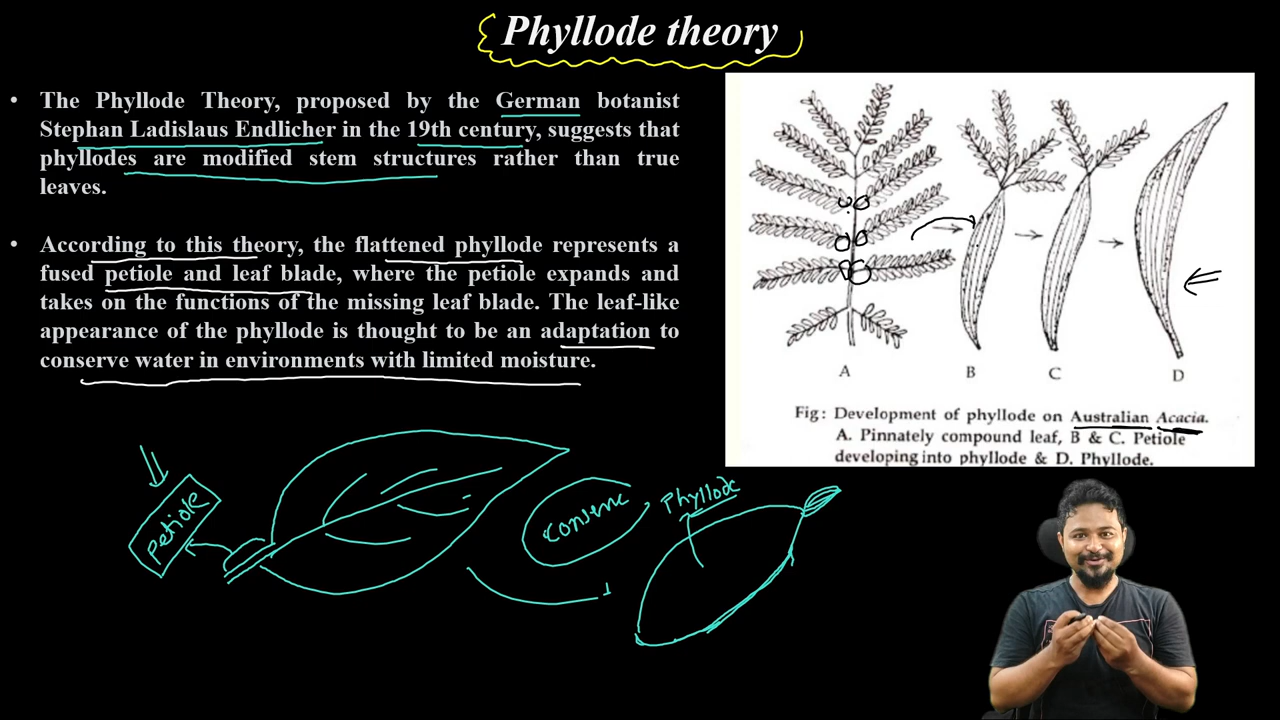 Phyllode theory
• The Phyllode Theory, proposed by the German botanist
Stephan Ladislaus Endlicher in the 19th century, suggests that
phyllodes are modified stem structures rather than true
leaves.
• According to this theory, the flattened phyllode represents a
fused petiole and leaf blade, where the petiole expands and
takes on the functions of the missing leaf blade. The leaf-like
appearance of the phyllode is thought to be an adaptation to
conserve water in environments with limited moisture.
A B C D
Fig: Development of phyllode on Australian Acacia.
A. Pinnately compound leaf, B & C. Petiole
developing into phyllode & D. Phyllode.
petiole
conserve
Phyllode